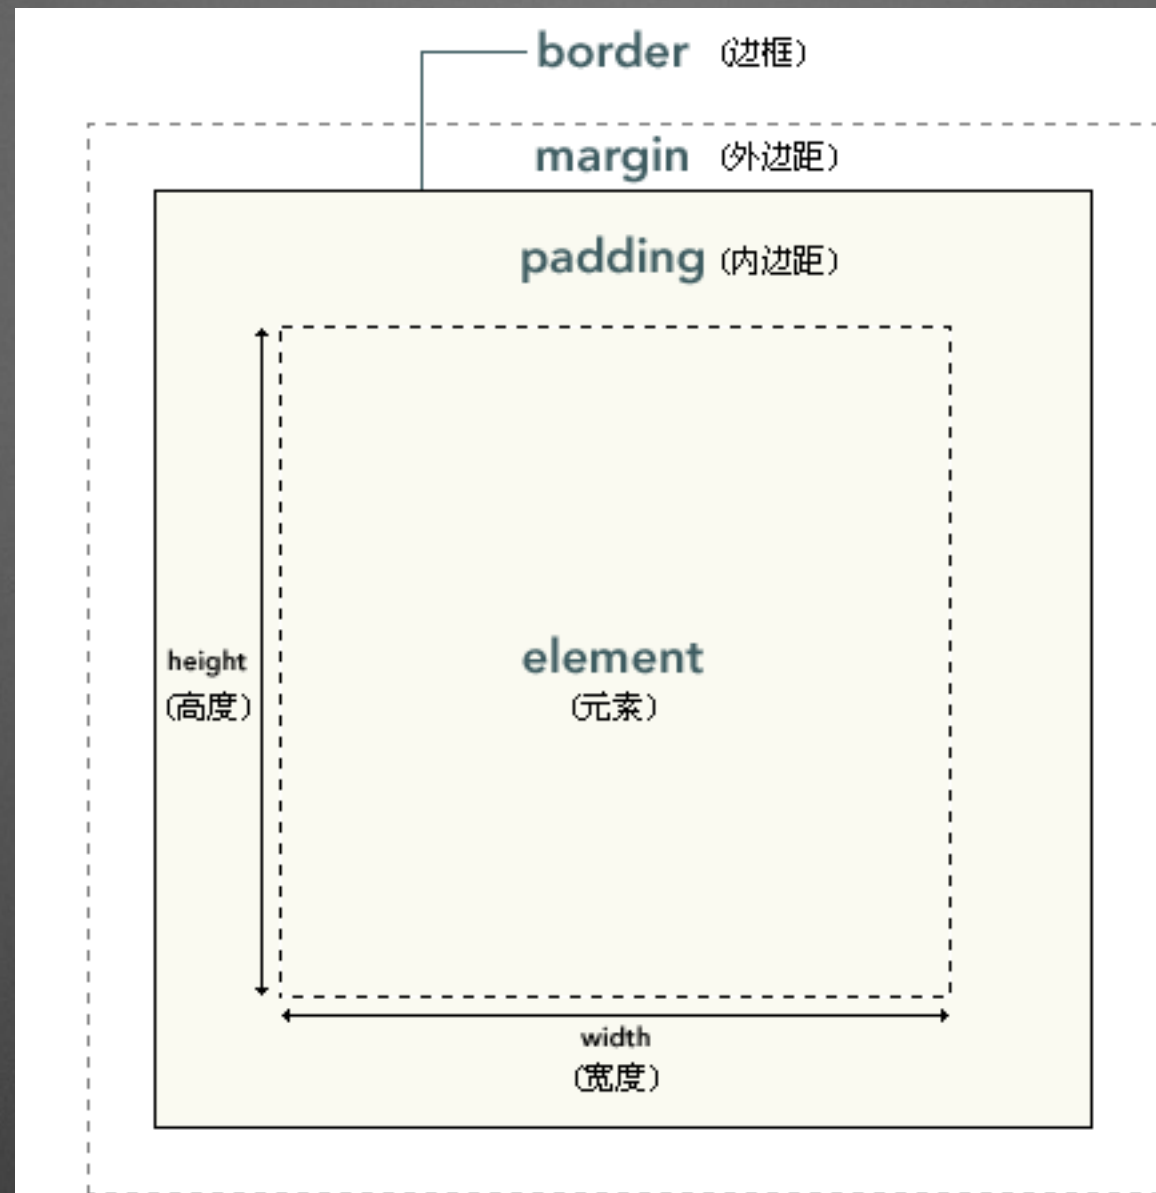 border (边框)
margin (外边距)
padding (内边距)
height
(高度)
element
(元素)
width
(宽度)